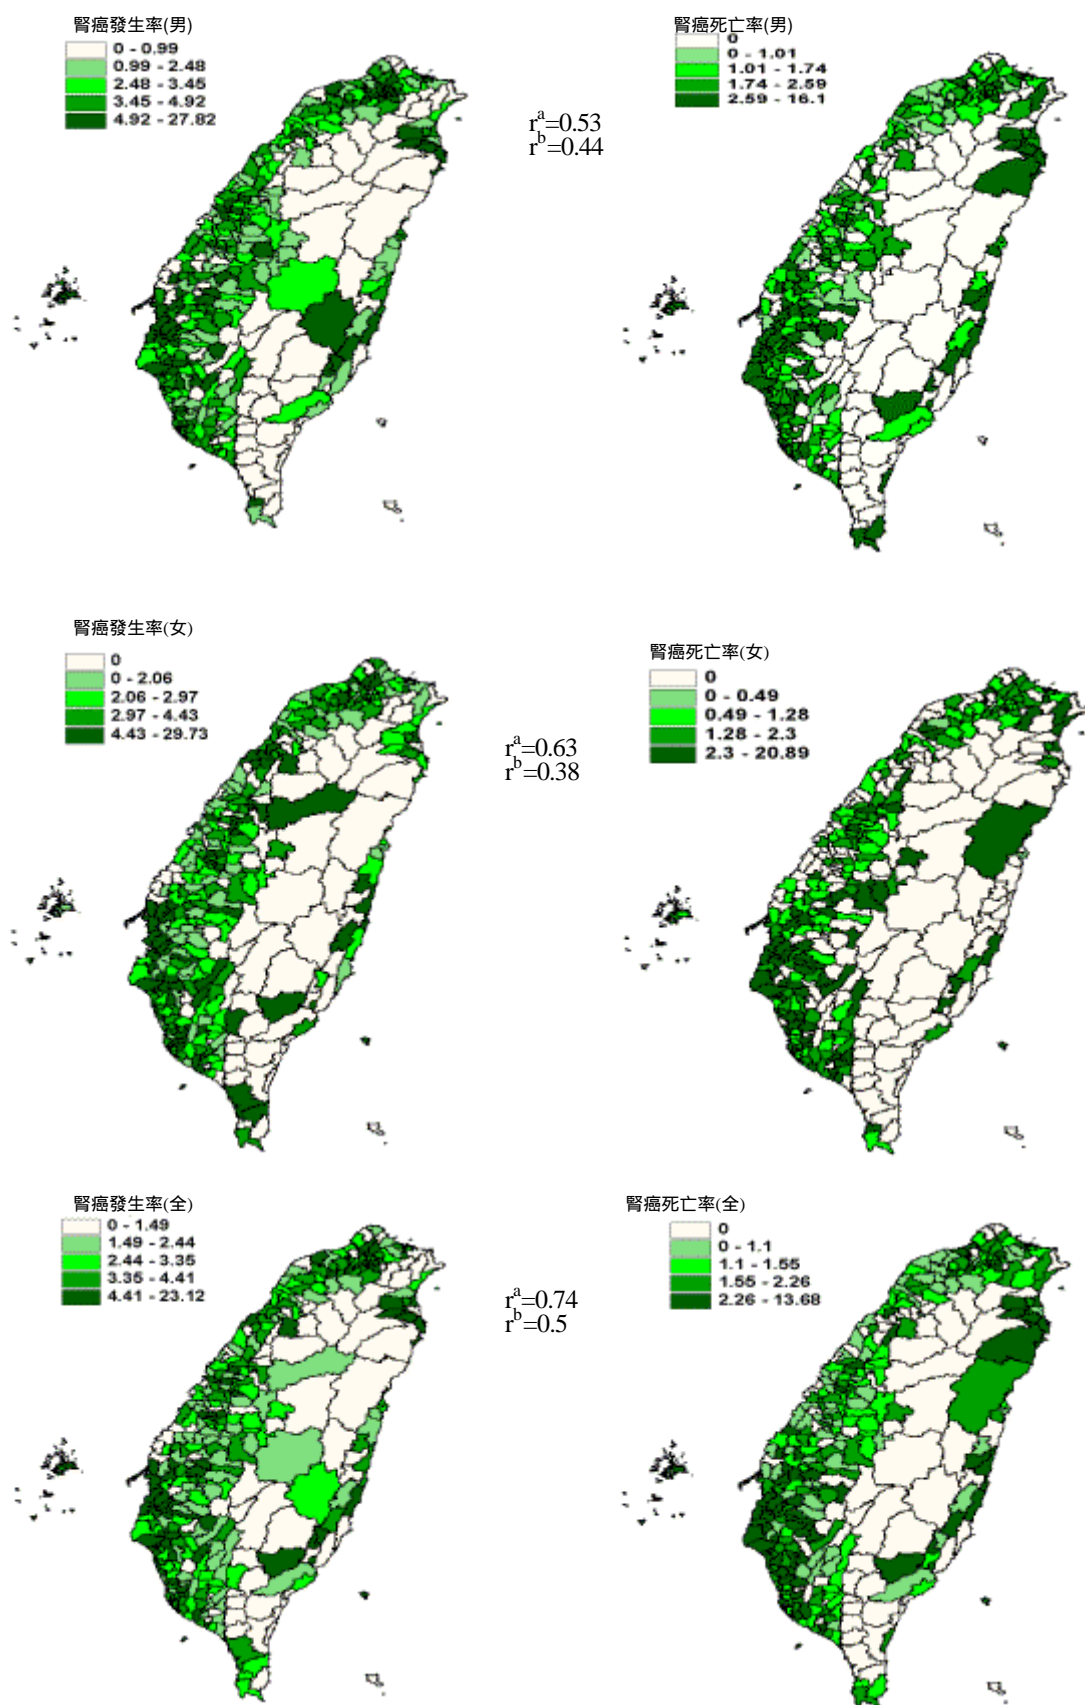 腎癌發生率(男)
0 - 0.99
0.99 - 2.48
2.48 - 3.45
3.45 - 4.92
4.92 - 27.82
腎癌死亡率(男)
0
0 - 1.01
1.01 - 1.74
1.74 - 2.59
2.59 - 16.1
rᵃ=0.53
rᵇ=0.44
腎癌發生率(女)
0
0 - 2.06
2.06 - 2.97
2.97 - 4.43
4.43 - 29.73
腎癌死亡率(女)
0
0 - 0.49
0.49 - 1.28
1.28 - 2.3
2.3 - 20.89
rᵃ=0.63
rᵇ=0.38
腎癌發生率(全)
0 - 1.49
1.49 - 2.44
2.44 - 3.35
3.35 - 4.41
4.41 - 23.12
腎癌死亡率(全)
0
0 - 1.1
1.1 - 1.55
1.55 - 2.26
2.26 - 13.68
rᵃ=0.74
rᵇ=0.5